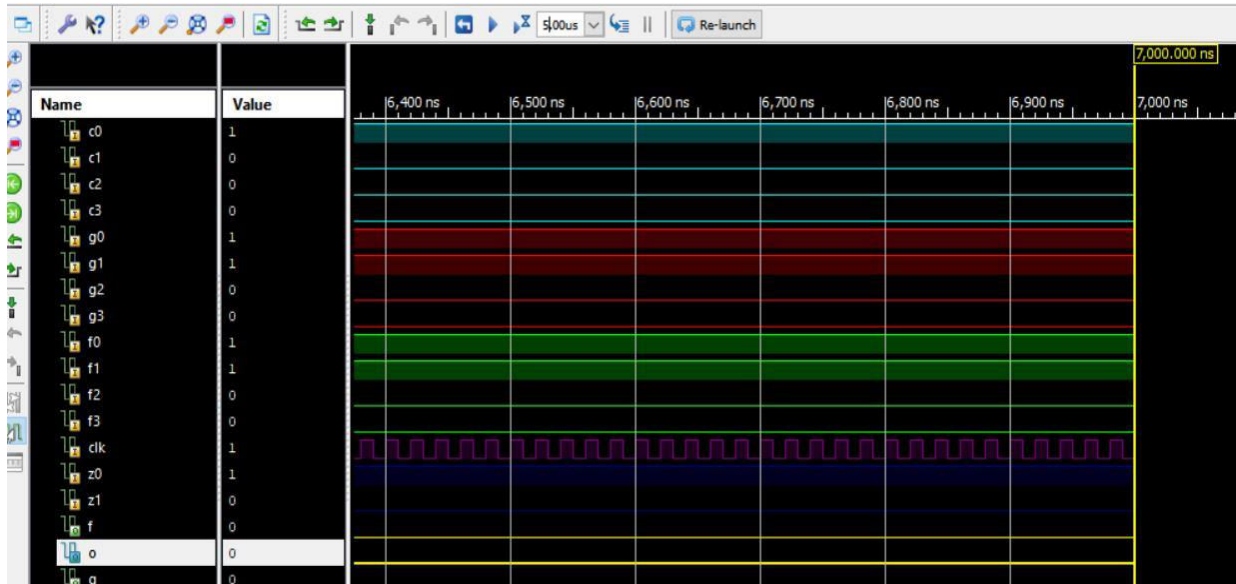 5.00us Re-launch
7,000.000 ns
Name Value
6,400 ns 6,500 ns 6,600 ns 6,700 ns 6,800 ns 6,900 ns 7,000 ns
c0 1
c1 0
c2 0
c3 0
g0 1
g1 1
g2 0
g3 0
f0 1
f1 1
f2 0
f3 0
clk 1
z0 1
z1 0
f 0
o 0